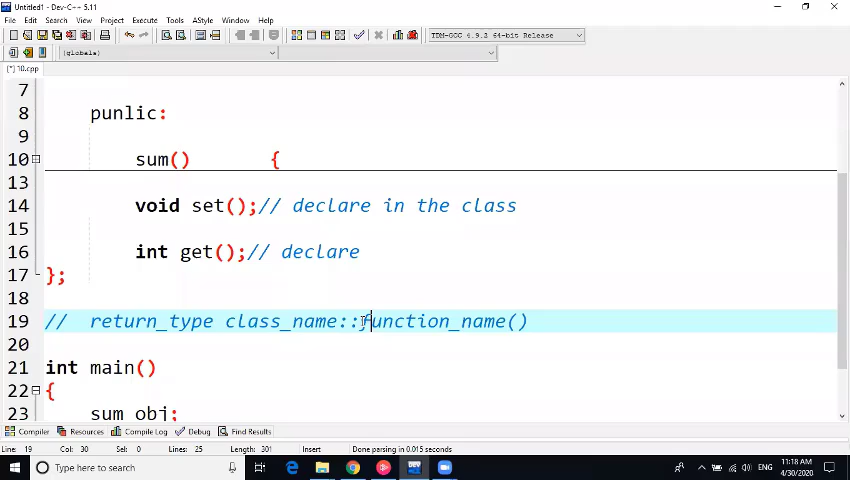 Untitled1 - Dev-C++ 5.11
File Edit Search View Project Execute Tools AStyle Window Help
TDM-GCC 4.9.2 64-bit Release
(globals)
[*] 10.cpp
7
8 punlic:
9
10 sum() {
13
14 void set();// declare in the class
15
16 int get();// declare
17 };
18
19 // return_type class_name::function_name()
20
21 int main()
22 {
23 sum obj;
Compiler Resources Compile Log Debug Find Results
Line: 19 Col: 30 Sel: 0 Lines: 25 Length: 301 Insert Done parsing in 0.015 seconds
Type here to search
DEV
ENG
11:18 AM
4/30/2020